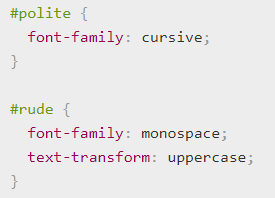 #polite {
  font-family: cursive;
}

#rude {
  font-family: monospace;
  text-transform: uppercase;
}